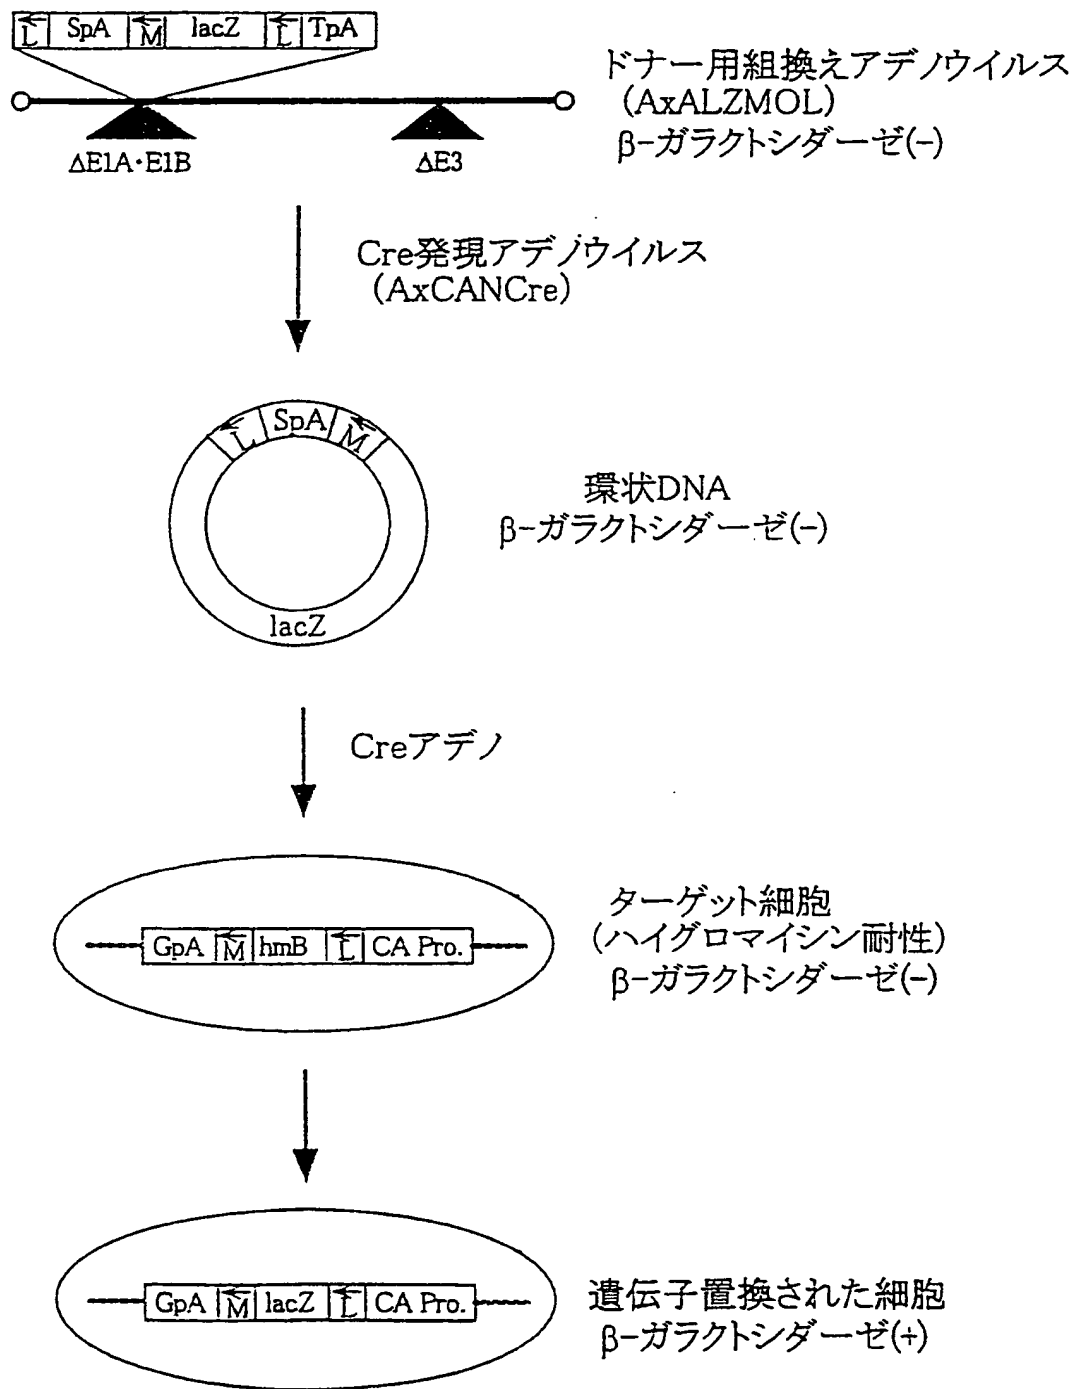 L SpA M lacZ L TpA
ドナー用組換えアデノウイルス
(AxALZMOL)
β-ガラクトシダーゼ(-)
ΔE1A・E1B
ΔE3
Cre発現アデノウイルス
(AxCANCre)
L SpA M
lacZ
環状DNA
β-ガラクトシダーゼ(-)
Creアデノ
ターゲット細胞
(ハイグロマイシン耐性)
β-ガラクトシダーゼ(-)
GpA M hmB L CA Pro.
遺伝子置換された細胞
β-ガラクトシダーゼ(+)
GpA M lacZ L CA Pro.